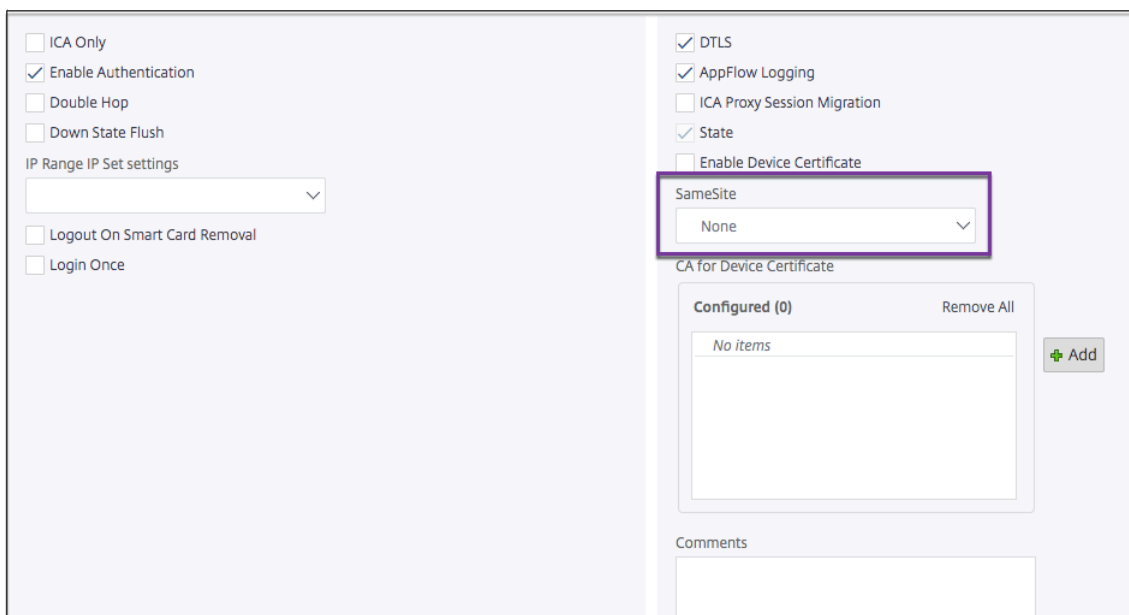 ICA Only
Enable Authentication
Double Hop
Down State Flush
IP Range IP Set settings
Logout On Smart Card Removal
Login Once
DTLS
AppFlow Logging
ICA Proxy Session Migration
State
Enable Device Certificate
SameSite
None
CA for Device Certificate
Configured (0) Remove All
No items
Add
Comments